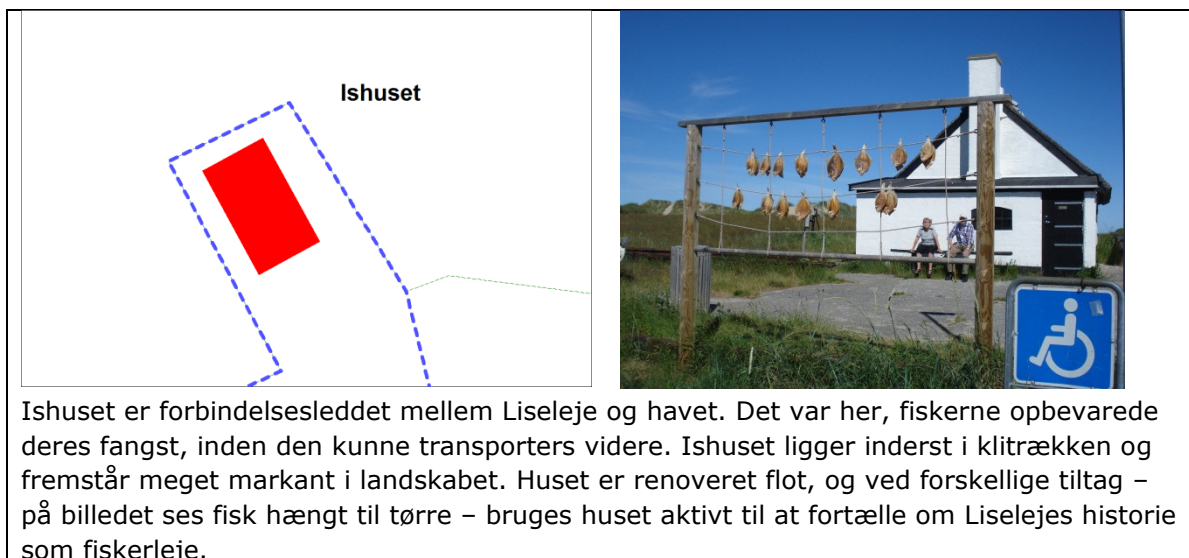 Ishuset
Ishuset er forbindelsesleddet mellem Liseleje og havet. Det var her, fiskerne opbevarede
deres fangst, inden den kunne transporters videre. Ishuset ligger inderst i klitrækken og
fremstår meget markant i landskabet. Huset er renoveret flot, og ved forskellige tiltag –
på billedet ses fisk hængt til tørre – bruges huset aktivt til at fortælle om Liselejes historie
som fiskerleje.